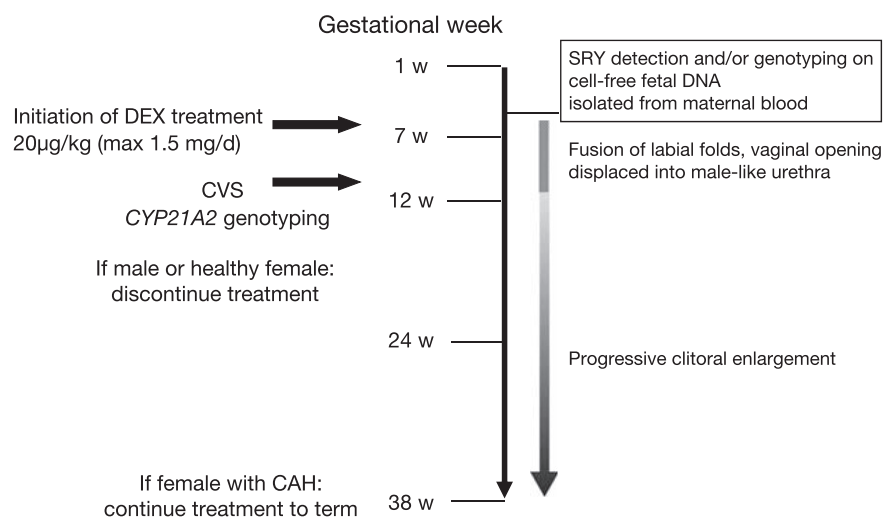 Gestational week
1 w
SRY detection and/or genotyping on
cell-free fetal DNA
isolated from maternal blood
Initiation of DEX treatment
20µg/kg (max 1.5 mg/d)
7 w
Fusion of labial folds, vaginal opening
displaced into male-like urethra
CVS
CYP21A2 genotyping
12 w
If male or healthy female:
discontinue treatment
24 w
Progressive clitoral enlargement
If female with CAH:
continue treatment to term
38 w